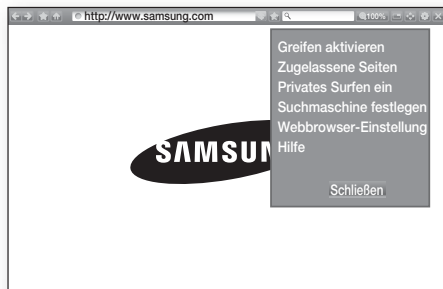 http://www.samsung.com
100%
Greifen aktivieren
Zugelassene Seiten
Privates Surfen ein
Suchmaschine festlegen
Webbrowser-Einstellung
Hilfe
SAMSUN
Schließen